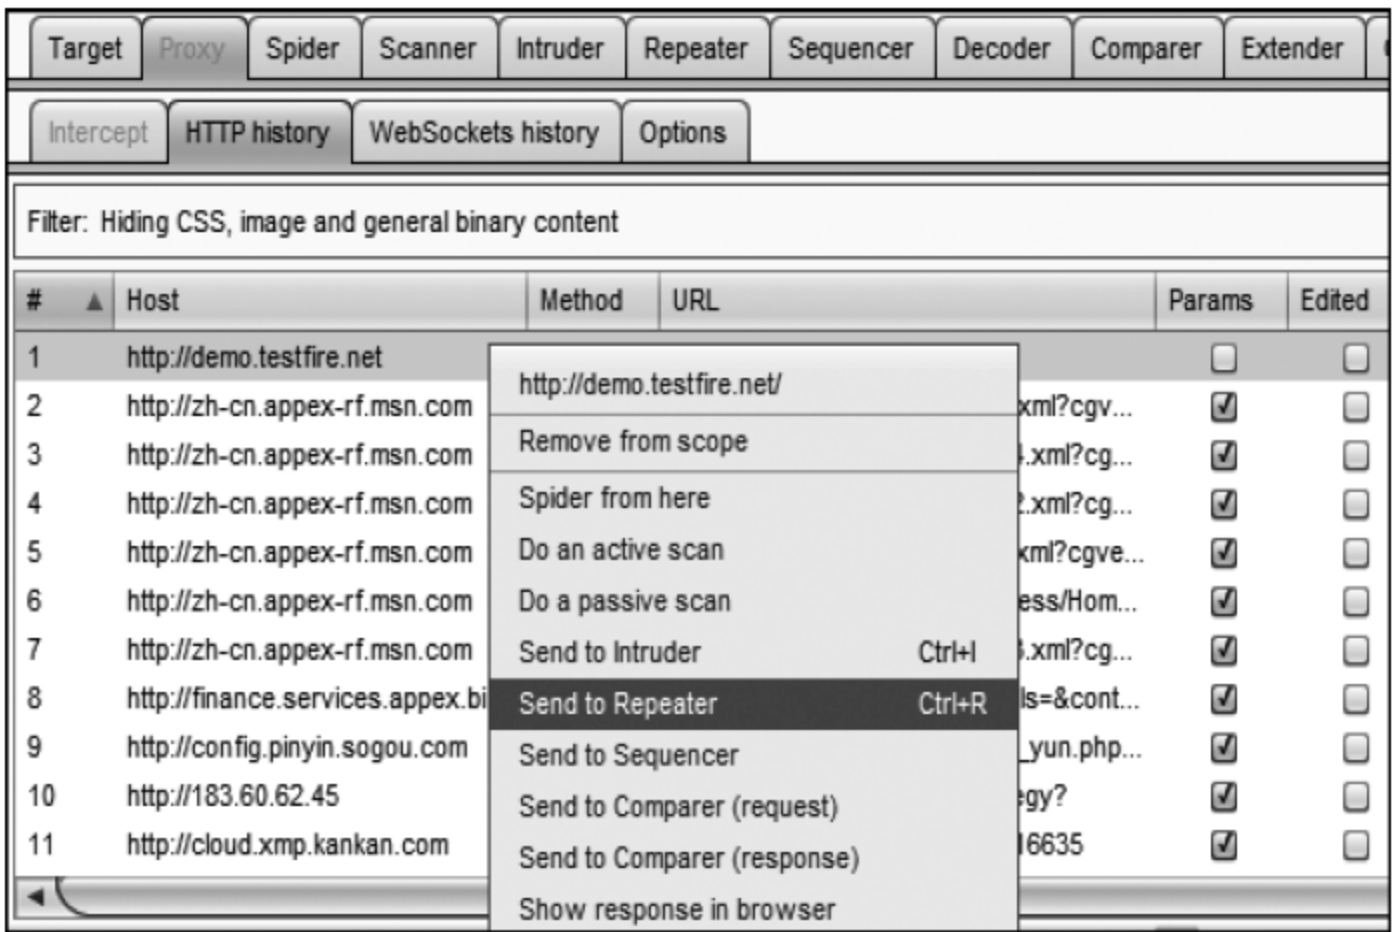 Target Proxy Spider Scanner Intruder Repeater Sequencer Decoder Comparer Extender
Intercept HTTP history WebSockets history Options
Filter: Hiding CSS, image and general binary content
# Host Method URL Params Edited
1 http://demo.testfire.net
2 http://zh-cn.appex-rf.msn.com xml?cgv...
3 http://zh-cn.appex-rf.msn.com .xml?cg...
4 http://zh-cn.appex-rf.msn.com .xml?cg...
5 http://zh-cn.appex-rf.msn.com xml?cgve...
6 http://zh-cn.appex-rf.msn.com ess/Hom...
7 http://zh-cn.appex-rf.msn.com .xml?cg...
8 http://finance.services.appex.bi ls=&cont...
9 http://config.pinyin.sogou.com _yun.php...
10 http://183.60.62.45 egy?
11 http://cloud.xmp.kankan.com 16635
http://demo.testfire.net/
Remove from scope
Spider from here
Do an active scan
Do a passive scan
Send to Intruder Ctrl+I
Send to Repeater Ctrl+R
Send to Sequencer
Send to Comparer (request)
Send to Comparer (response)
Show response in browser